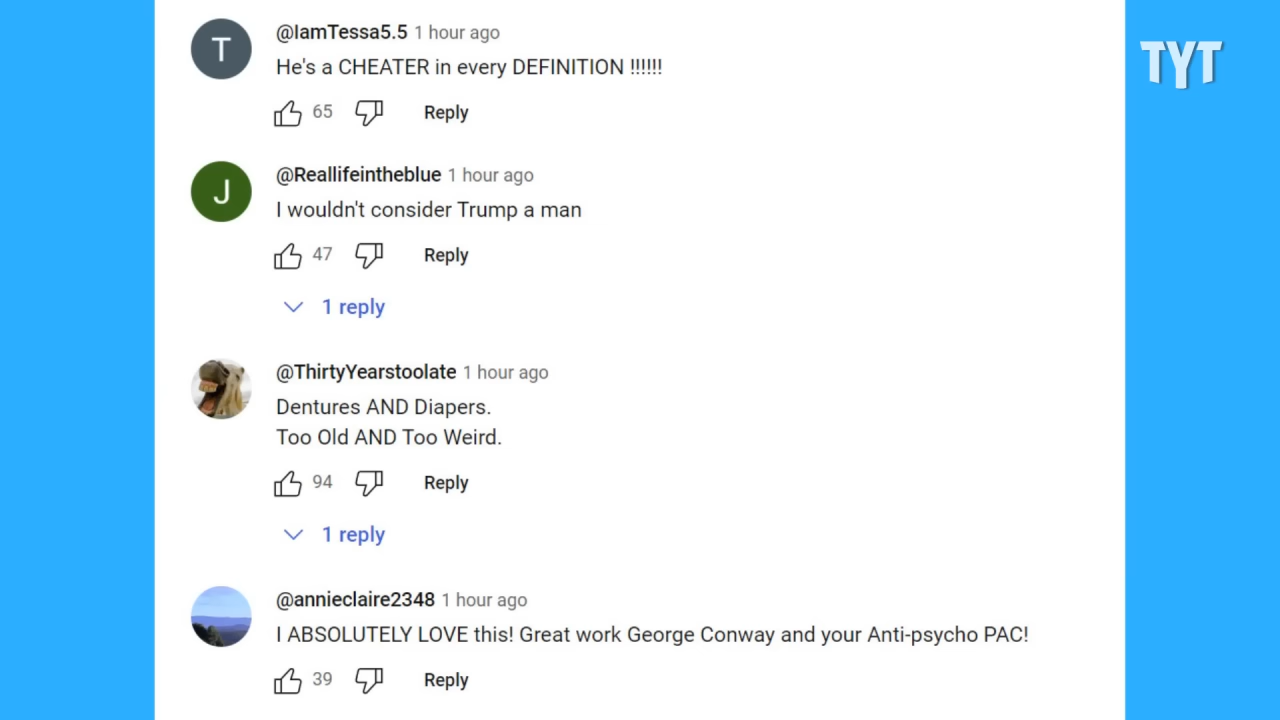 TYT
T
@IamTessa5.5 1 hour ago
He's a CHEATER in every DEFINITION !!!!!!
65 Reply
J
@Reallifeintheblue 1 hour ago
I wouldn't consider Trump a man
47 Reply
1 reply
@ThirtyYearstoolate 1 hour ago
Dentures AND Diapers.
Too Old AND Too Weird.
94 Reply
1 reply
@annieclaire2348 1 hour ago
I ABSOLUTELY LOVE this! Great work George Conway and your Anti-psycho PAC!
39 Reply